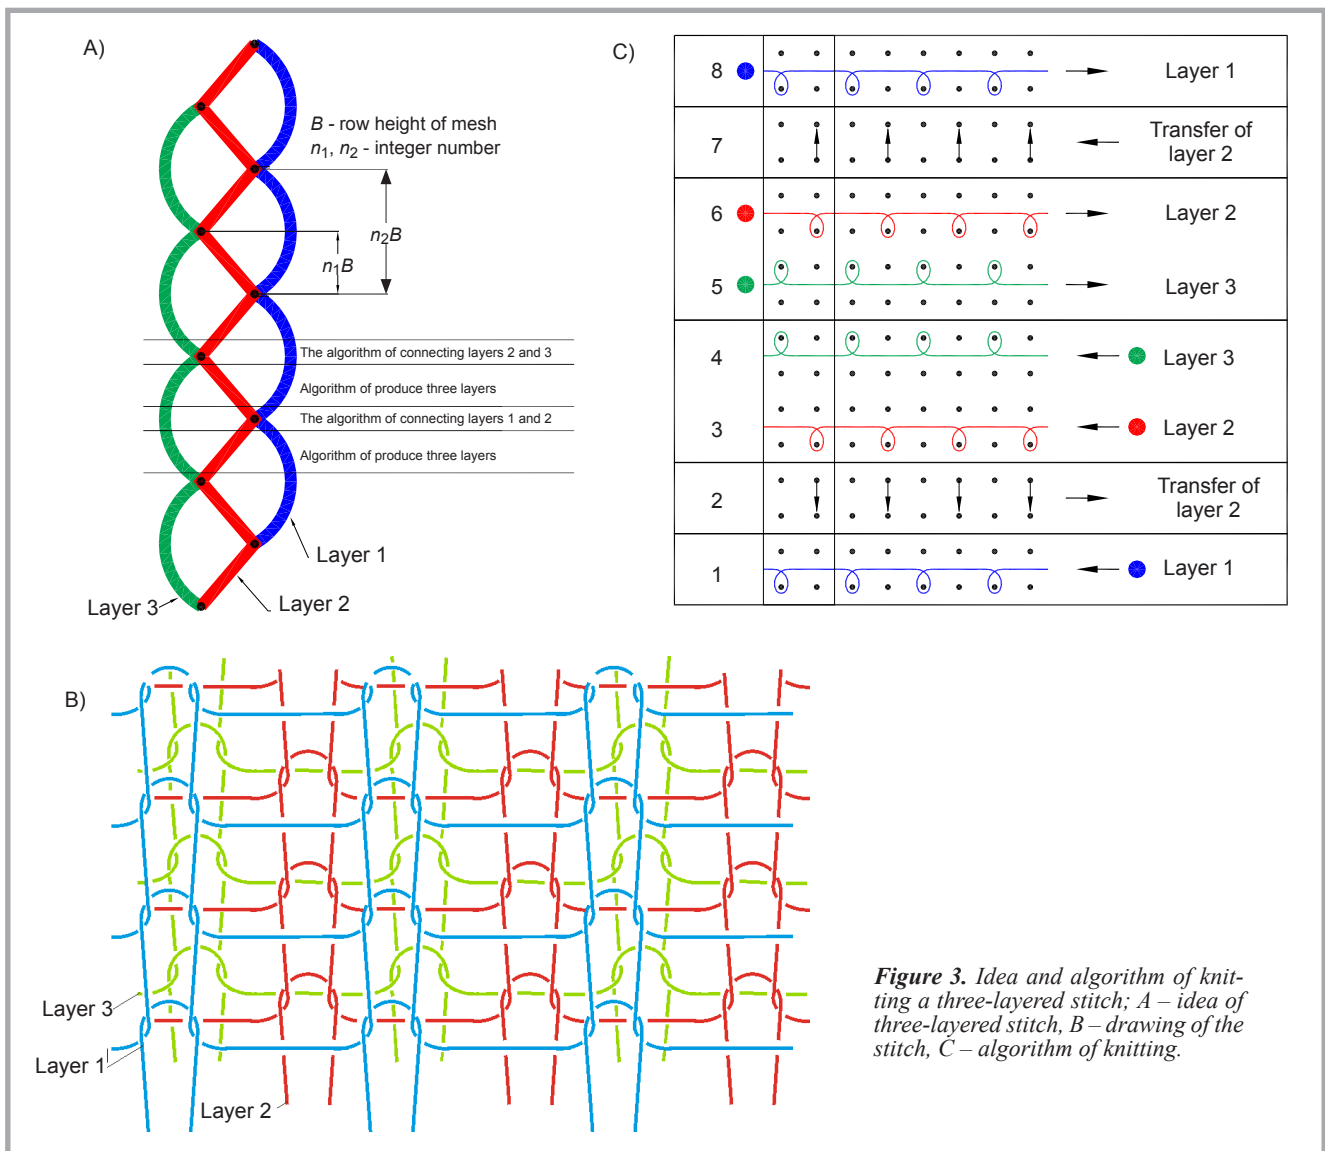 A)
B - row height of mesh
n1, n2 - integer number
n2B
n1B
The algorithm of connecting layers 2 and 3
Algorithm of produce three layers
The algorithm of connecting layers 1 and 2
Algorithm of produce three layers
Layer 1
Layer 2
Layer 3
C)
8 Layer 1
7 Transfer of
layer 2
6 Layer 2
5 Layer 3
4 Layer 3
3 Layer 2
2 Transfer of
layer 2
1 Layer 1
B)
Layer 3
Layer 1
Layer 2
Figure 3. Idea and algorithm of knit-
ting a three-layered stitch; A – idea of
three-layered stitch, B – drawing of the
stitch, C – algorithm of knitting.